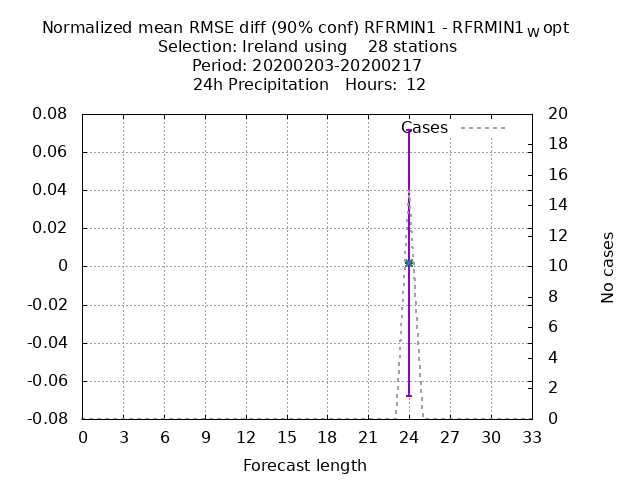 Normalized mean RMSE diff (90% conf) RFRMIN1 - RFRMIN1Wopt
Selection: Ireland using 28 stations
Period: 20200203-20200217
24h Precipitation Hours: 12
Cases
0.08
0.06
0.04
0.02
0
-0.02
-0.04
-0.06
-0.08
20
18
16
14
12
10
8
6
4
2
0
No cases
0 3 6 9 12 15 18 21 24 27 30 33
Forecast length